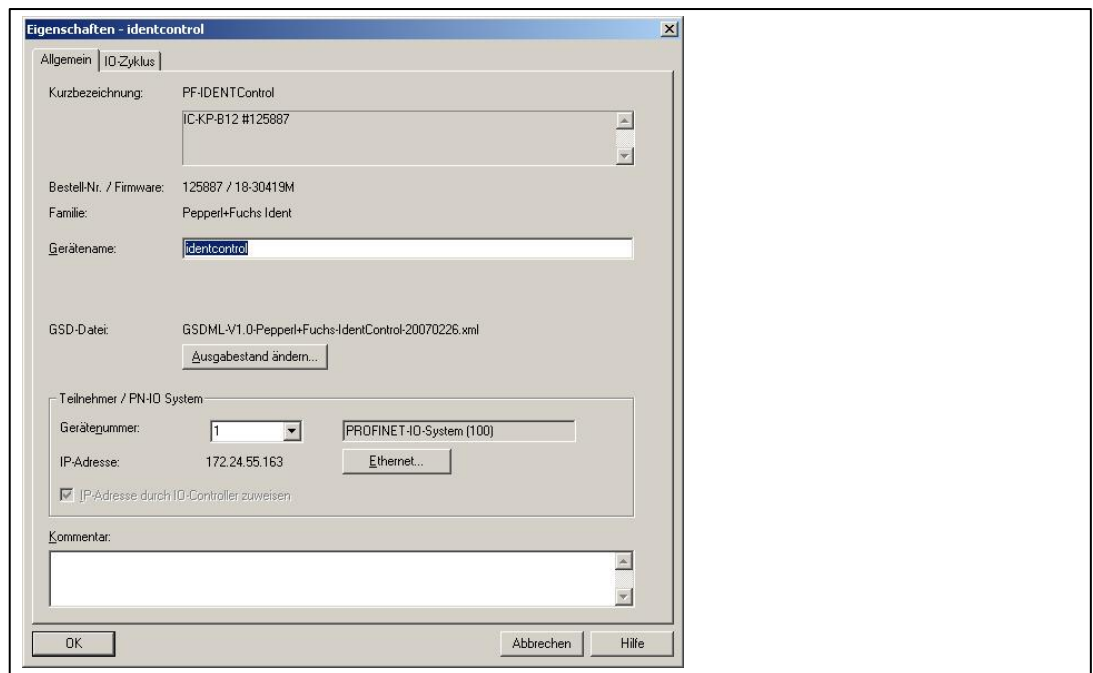 Eigenschaften - identcontrol
Allgemein IO-Zyklus
Kurzbezeichnung: PF-IDENTControl
IC-KP-B12 #125887
Bestell-Nr. / Firmware: 125887 / 18-30419M
Familie: Pepperl+Fuchs Ident
Gerätename: identcontrol
GSD-Datei: GSDML-V1.0-Pepperl+Fuchs-IdentControl-20070226.xml
Ausgabestand ändern...
Teilnehmer / PN-IO System
Gerätenummer: 1 PROFINET-IO-System (100)
IP-Adresse: 172.24.55.163 Ethernet...
IP-Adresse durch IO-Controller zuweisen
Kommentar:
OK Abbrechen Hilfe